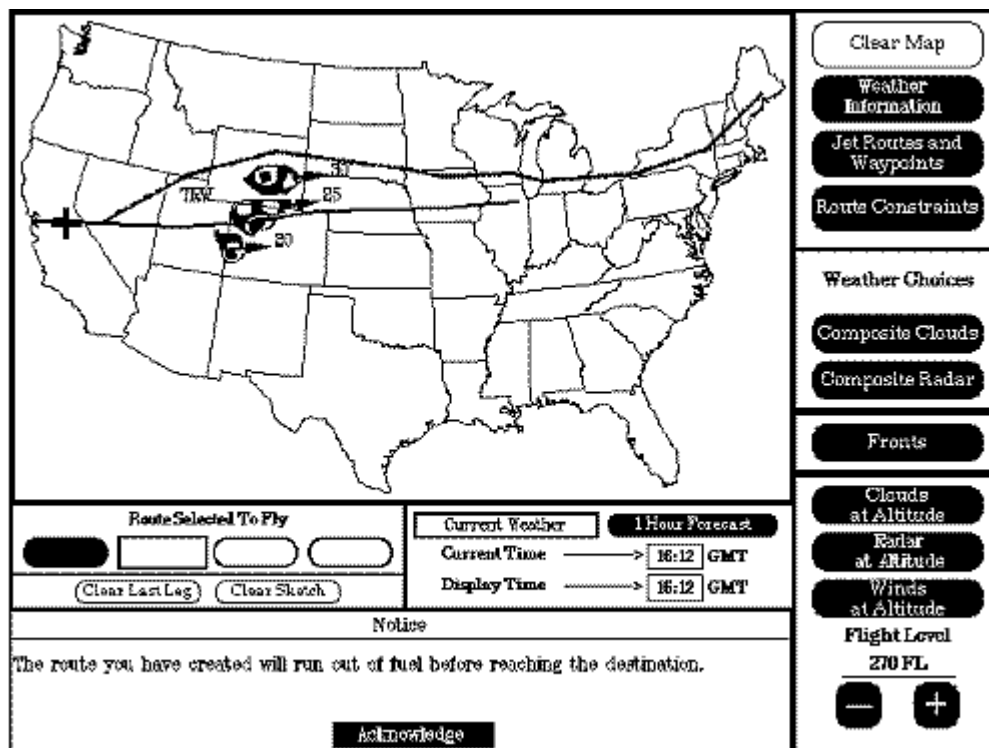 Clear Map
Weather
Information
Jet Routes and
Waypoints
Route Constraints
25
20
Weather Choices
Composite Clouds
Composite Radar
Fronts
Clouds
at Altitude
Radar
at Altitude
Winds
at Altitude
Flight Level
270 FL
Route Selected To Fly
Clear Last Leg
Clear Sketch
Current Weather
1 Hour Forecast
Current Time
16:12 GMT
Display Time
16:12 GMT
Notice
The route you have created will run out of fuel before reaching the destination.
Acknowledge